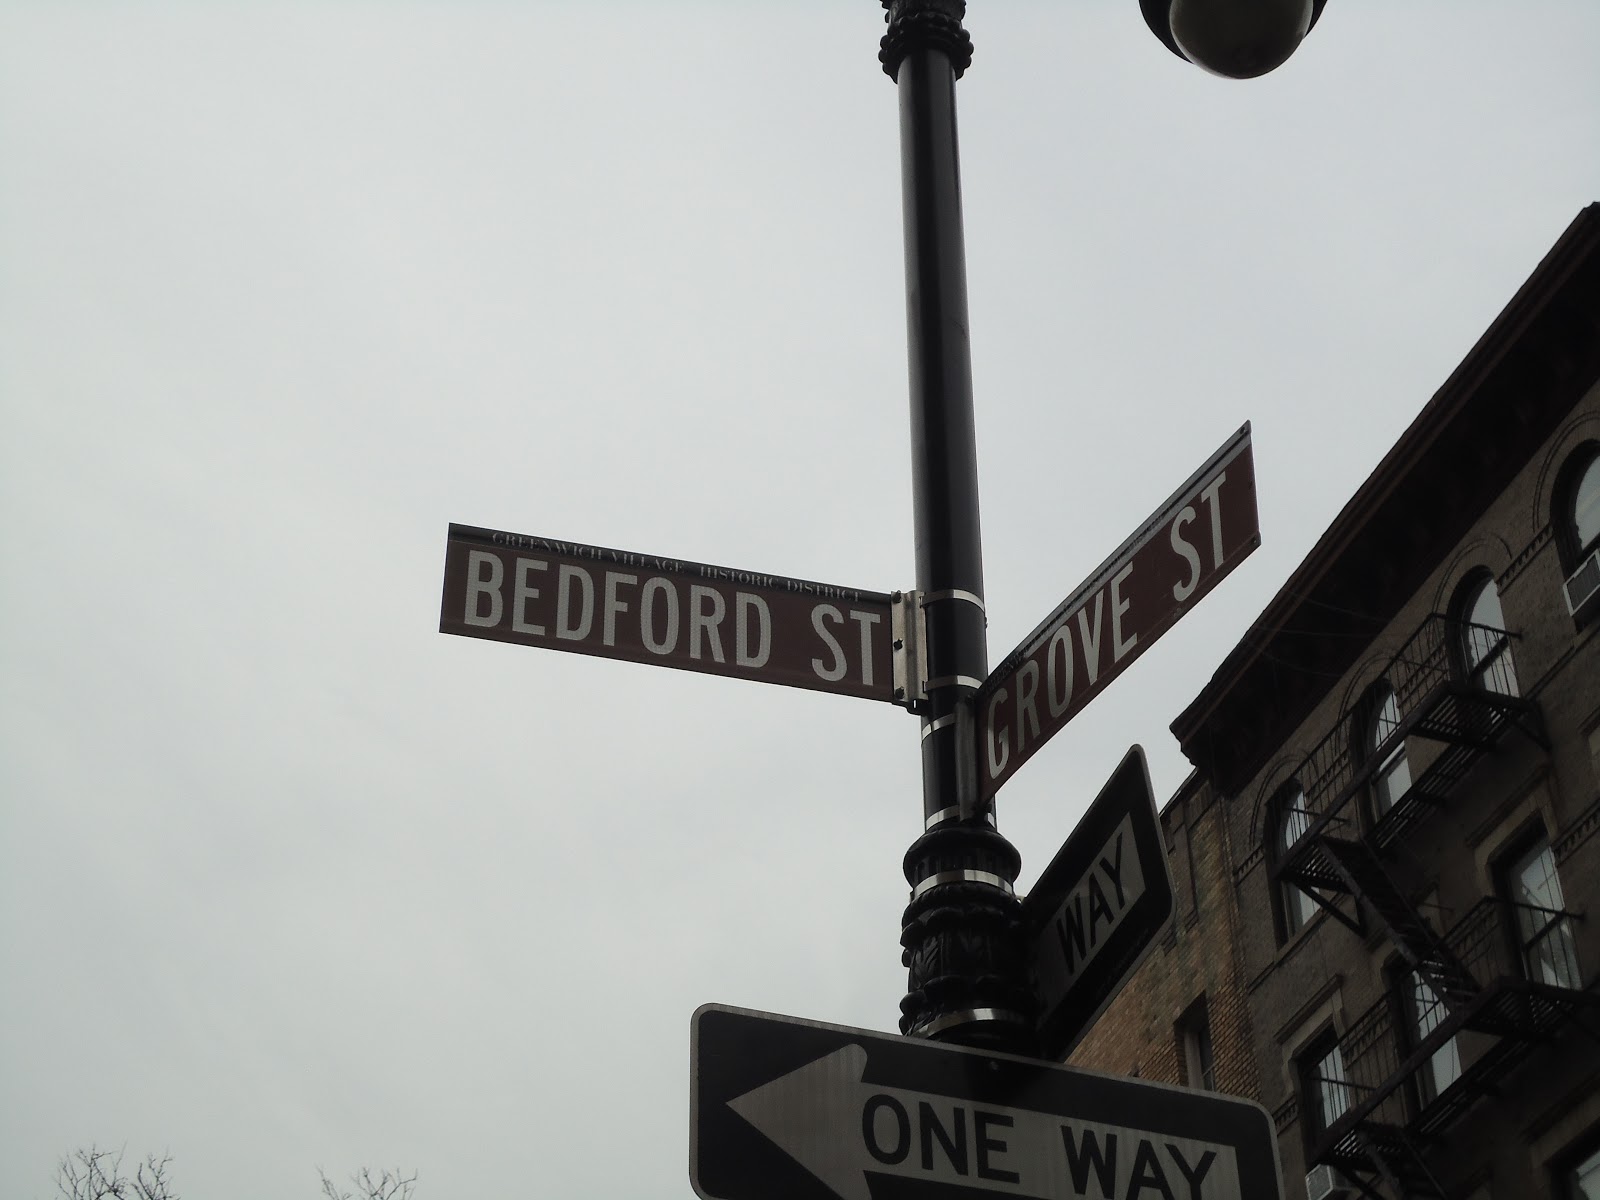 GREENWICH VILLAGE HISTORIC DISTRICT
BEDFORD ST
GROVE ST
WAY
ONE WAY